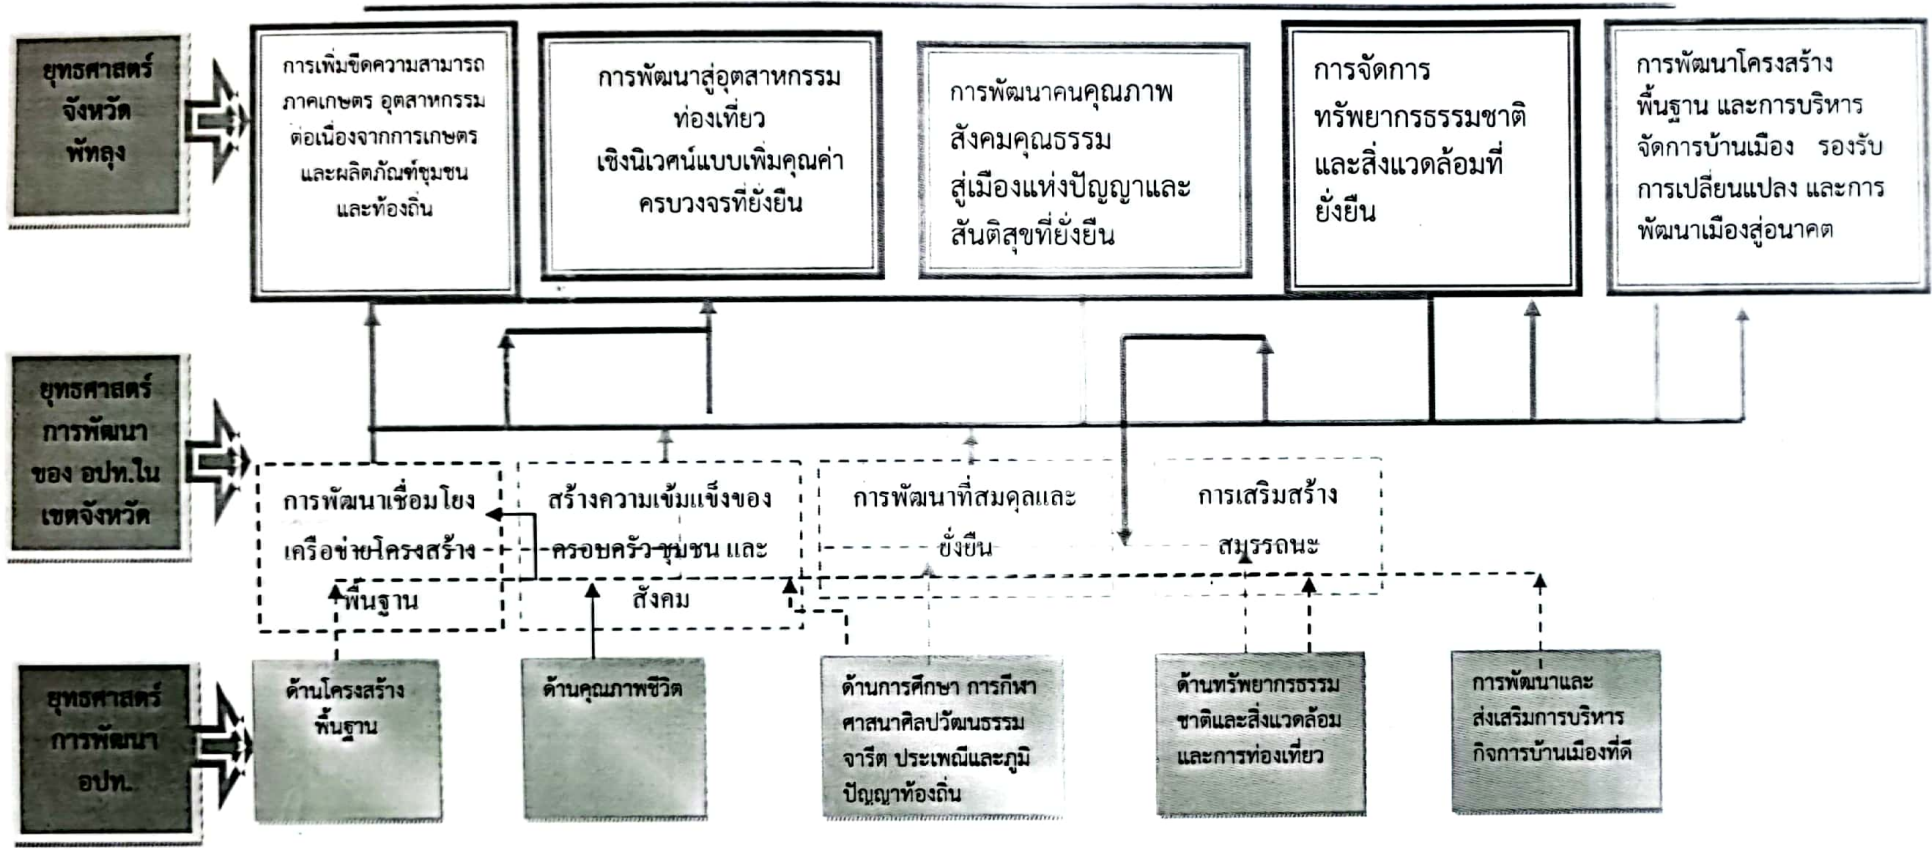 ยุทธศาสตร์
จังหวัด
พัทลุง
การเพิ่มขีดความสามารถ
ภาคเกษตร อุตสาหกรรม
ต่อเนื่องจากการเกษตร
และผลิตภัณฑ์ชุมชน
และท้องถิ่น
การพัฒนาสู่อุตสาหกรรม
ท่องเที่ยว
เชิงนิเวศน์แบบเพิ่มคุณค่า
ครบวงจรที่ยั่งยืน
การพัฒนาคนคุณภาพ
สังคมคุณธรรม
สู่เมืองแห่งปัญญาและ
สันติสุขที่ยั่งยืน
การจัดการ
ทรัพยากรธรรมชาติ
และสิ่งแวดล้อมที่
ยั่งยืน
การพัฒนาโครงสร้าง
พื้นฐาน และการบริหาร
จัดการบ้านเมือง รองรับ
การเปลี่ยนแปลง และการ
พัฒนาเมืองสู่อนาคต
ยุทธศาสตร์
การพัฒนา
ของ อปท.ใน
เขตจังหวัด
การพัฒนาเชื่อมโยง
เครือข่ายโครงสร้าง
พื้นฐาน
สร้างความเข้มแข็งของ
ครอบครัว ชุมชน และ
สังคม
การพัฒนาที่สมดุลและ
ยั่งยืน
การเสริมสร้าง
สมรรถนะ
ยุทธศาสตร์
การพัฒนา
อปท.
ด้านโครงสร้าง
พื้นฐาน
ด้านคุณภาพชีวิต
ด้านการศึกษา การกีฬา
ศาสนาศิลปวัฒนธรรม
จารีต ประเพณีและภูมิ
ปัญญาท้องถิ่น
ด้านทรัพยากรธรรม
ชาติและสิ่งแวดล้อม
และการท่องเที่ยว
การพัฒนาและ
ส่งเสริมการบริหาร
กิจการบ้านเมืองที่ดี